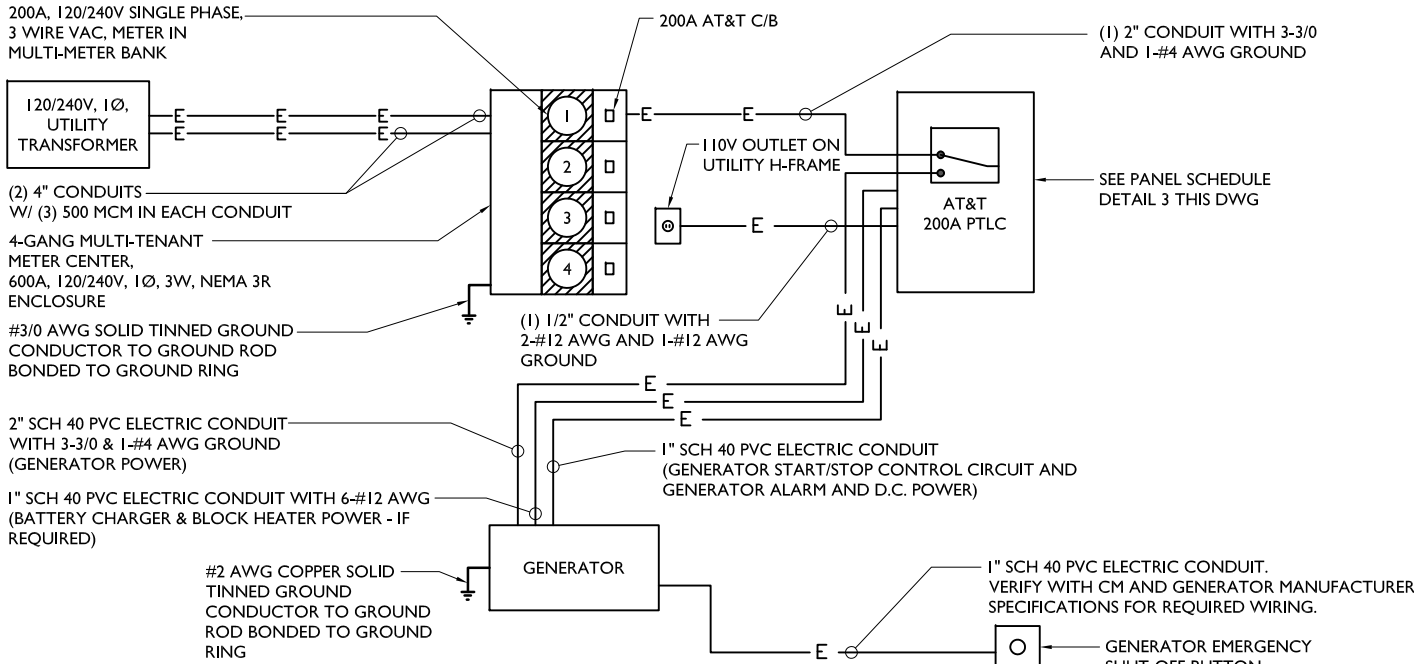 200A, 120/240V SINGLE PHASE,
3 WIRE VAC, METER IN
MULTI-METER BANK
200A AT&T C/B
(1) 2" CONDUIT WITH 3-3/0
AND 1-#4 AWG GROUND
120/240V, 1Ø,
UTILITY
TRANSFORMER
E E E
E E E
1
2
3
4
E E
110V OUTLET ON
UTILITY H-FRAME
E
AT&T
200A PTLC
SEE PANEL SCHEDULE
DETAIL 3 THIS DWG
(2) 4" CONDUITS
W/ (3) 500 MCM IN EACH CONDUIT
4-GANG MULTI-TENANT
METER CENTER,
600A, 120/240V, 1Ø, 3W, NEMA 3R
ENCLOSURE
#3/0 AWG SOLID TINNED GROUND
CONDUCTOR TO GROUND ROD
BONDED TO GROUND RING
(1) 1/2" CONDUIT WITH
2-#12 AWG AND 1-#12 AWG
GROUND
E
E
E
E
E
E
2" SCH 40 PVC ELECTRIC CONDUIT
WITH 3-3/0 & 1-#4 AWG GROUND
(GENERATOR POWER)
1" SCH 40 PVC ELECTRIC CONDUIT
(GENERATOR START/STOP CONTROL CIRCUIT AND
GENERATOR ALARM AND D.C. POWER)
1" SCH 40 PVC ELECTRIC CONDUIT WITH 6-#12 AWG
(BATTERY CHARGER & BLOCK HEATER POWER - IF
REQUIRED)
GENERATOR
#2 AWG COPPER SOLID
TINNED GROUND
CONDUCTOR TO GROUND
ROD BONDED TO GROUND
RING
1" SCH 40 PVC ELECTRIC CONDUIT.
VERIFY WITH CM AND GENERATOR MANUFACTURER
SPECIFICATIONS FOR REQUIRED WIRING.
E
GENERATOR EMERGENCY
SHUT OFF BUTTON